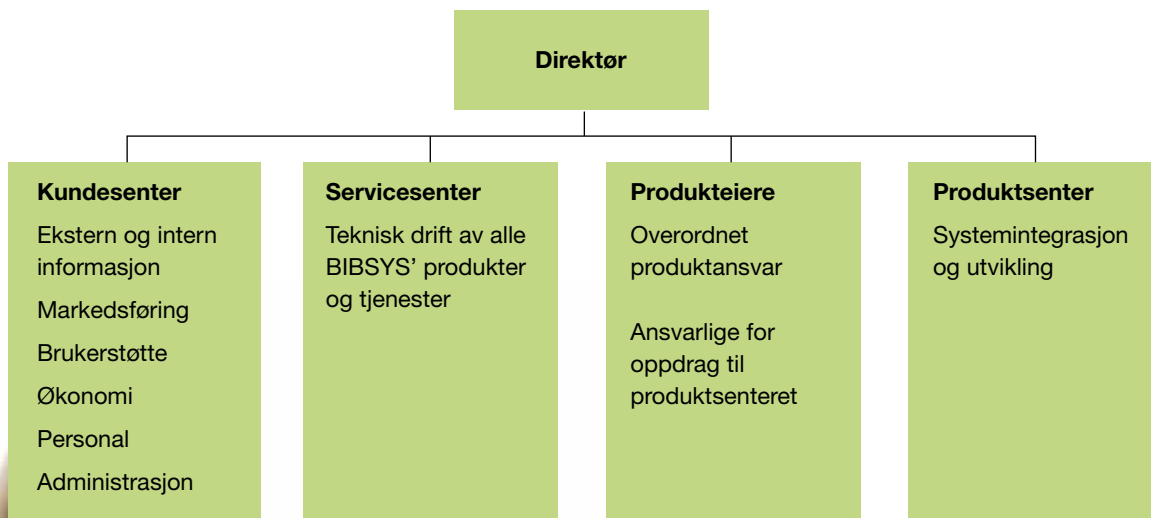 Direktør
Kundesenter
Ekstern og intern
informasjon
Markedsføring
Brukerstøtte
Økonomi
Personal
Administrasjon
Servicesenter
Teknisk drift av alle
BIBSYS’ produkter
og tjenester
Produkteiere
Overordnet
produktansvar
Ansvarlige for
oppdrag til
produktsenteret
Produktsenter
Systemintegrasjon
og utvikling